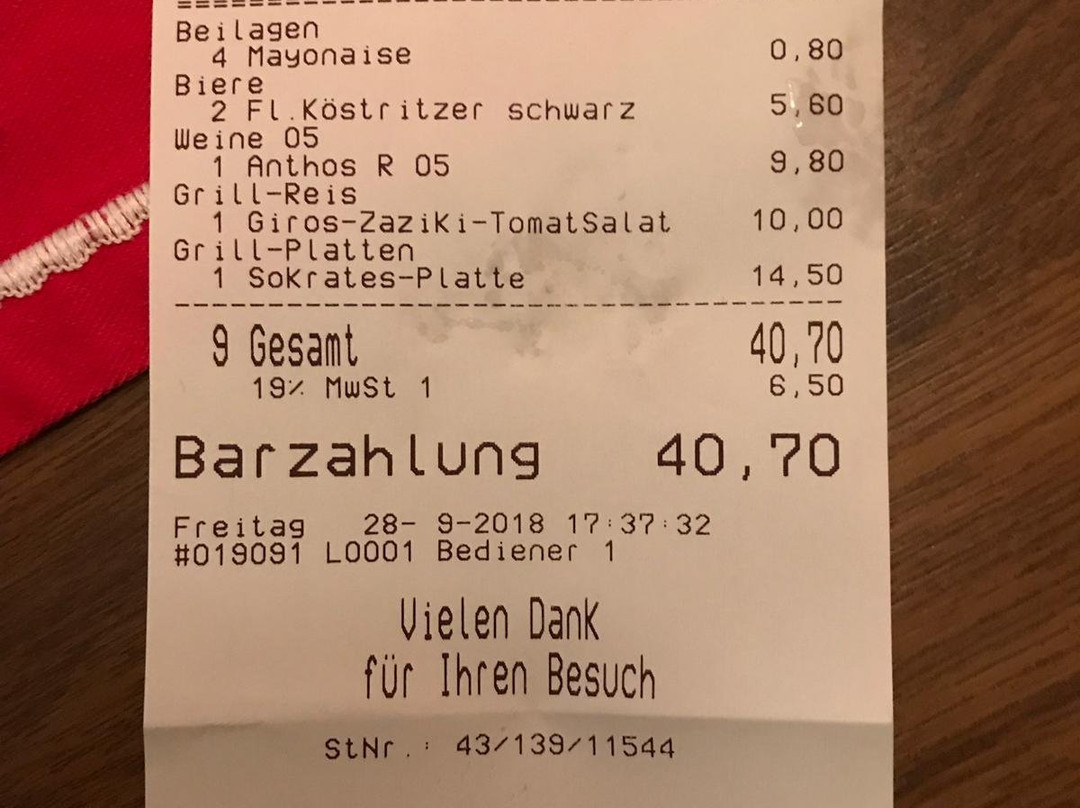 Beilagen
4 Mayonaise 0,80
Biere
2 Fl.Köstritzer schwarz 5,60
Weine 05
1 Anthos R 05 9,80
Grill-Reis
1 Giros-Zaziki-TomatSalat 10,00
Grill-Platten
1 Sokrates-Platte 14,50
9 Gesamt 40,70
19% MwSt 1 6,50
Barzahlung 40,70
Freitag 28- 9-2018 17:37:32
#019091 L0001 Bediener 1
Vielen Dank
für Ihren Besuch
StNr.: 43/139/11544